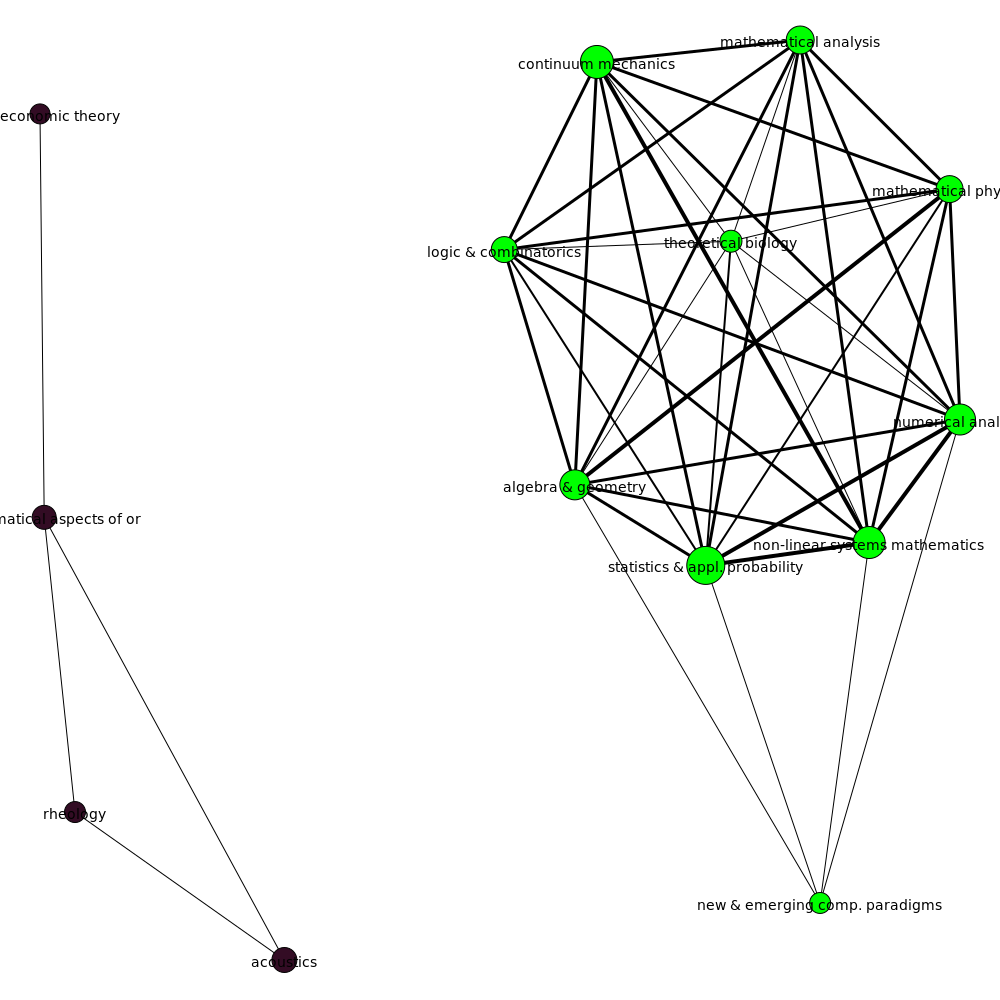 mathematical analysis
continuum mechanics
economic theory
mathematical phy
theoretical biology
logic & combinatorics
numerical anal
algebra & geometry
matical aspects of or
non-linear systems mathematics
statistics & appl. probability
rheology
new & emerging comp. paradigms
acoustics